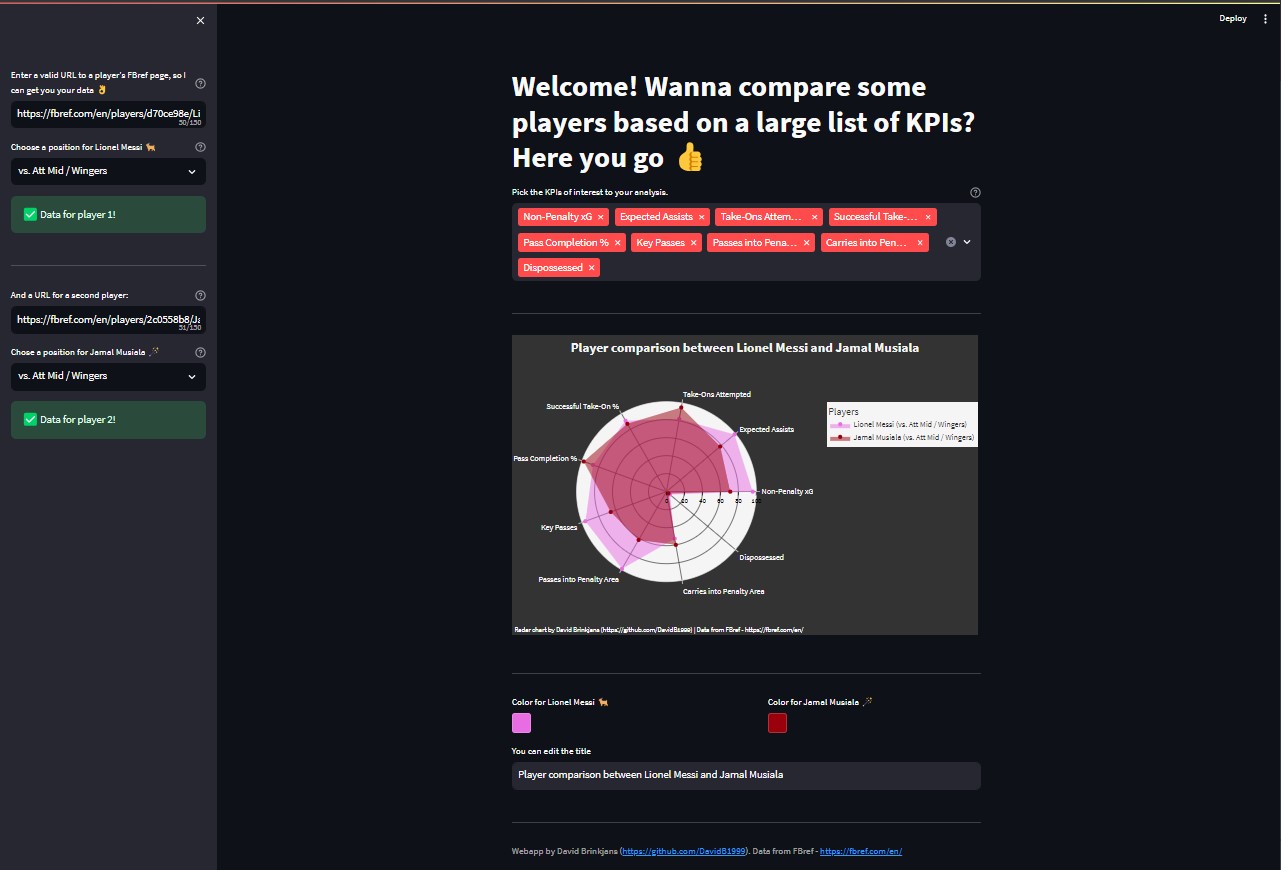 Deploy
Enter a valid URL to a player's FBref page, so I
can get you your data 👌
https://fbref.com/en/players/d70ce98e/Li
50/150
Choose a position for Lionel Messi 🐐
vs. Att Mid / Wingers
✅ Data for player 1!
And a URL for a second player:
https://fbref.com/en/players/2c0558b8/Ja
51/150
Chose a position for Jamal Musiala 🪄
vs. Att Mid / Wingers
✅ Data for player 2!
Welcome! Wanna compare some
players based on a large list of KPIs?
Here you go 👍
Pick the KPIs of interest to your analysis.
Non-Penalty xG × Expected Assists × Take-Ons Attem... × Successful Take-... ×
Pass Completion % × Key Passes × Passes into Pena... × Carries into Pen... ×
Dispossessed ×
Player comparison between Lionel Messi and Jamal Musiala
Take-Ons Attempted
Successful Take-On %
Expected Assists
Pass Completion %
Non-Penalty xG
0 20 40 60 80 100
Key Passes
Dispossessed
Passes into Penalty Area
Carries into Penalty Area
Players
Lionel Messi (vs. Att Mid / Wingers)
Jamal Musiala (vs. Att Mid / Wingers)
Radar chart by David Brinkjans (https://github.com/DavidB1999) | Data from FBref - https://fbref.com/en/
Color for Lionel Messi 🐐
Color for Jamal Musiala 🪄
You can edit the title
Player comparison between Lionel Messi and Jamal Musiala
Webapp by David Brinkjans (https://github.com/DavidB1999). Data from FBref - https://fbref.com/en/